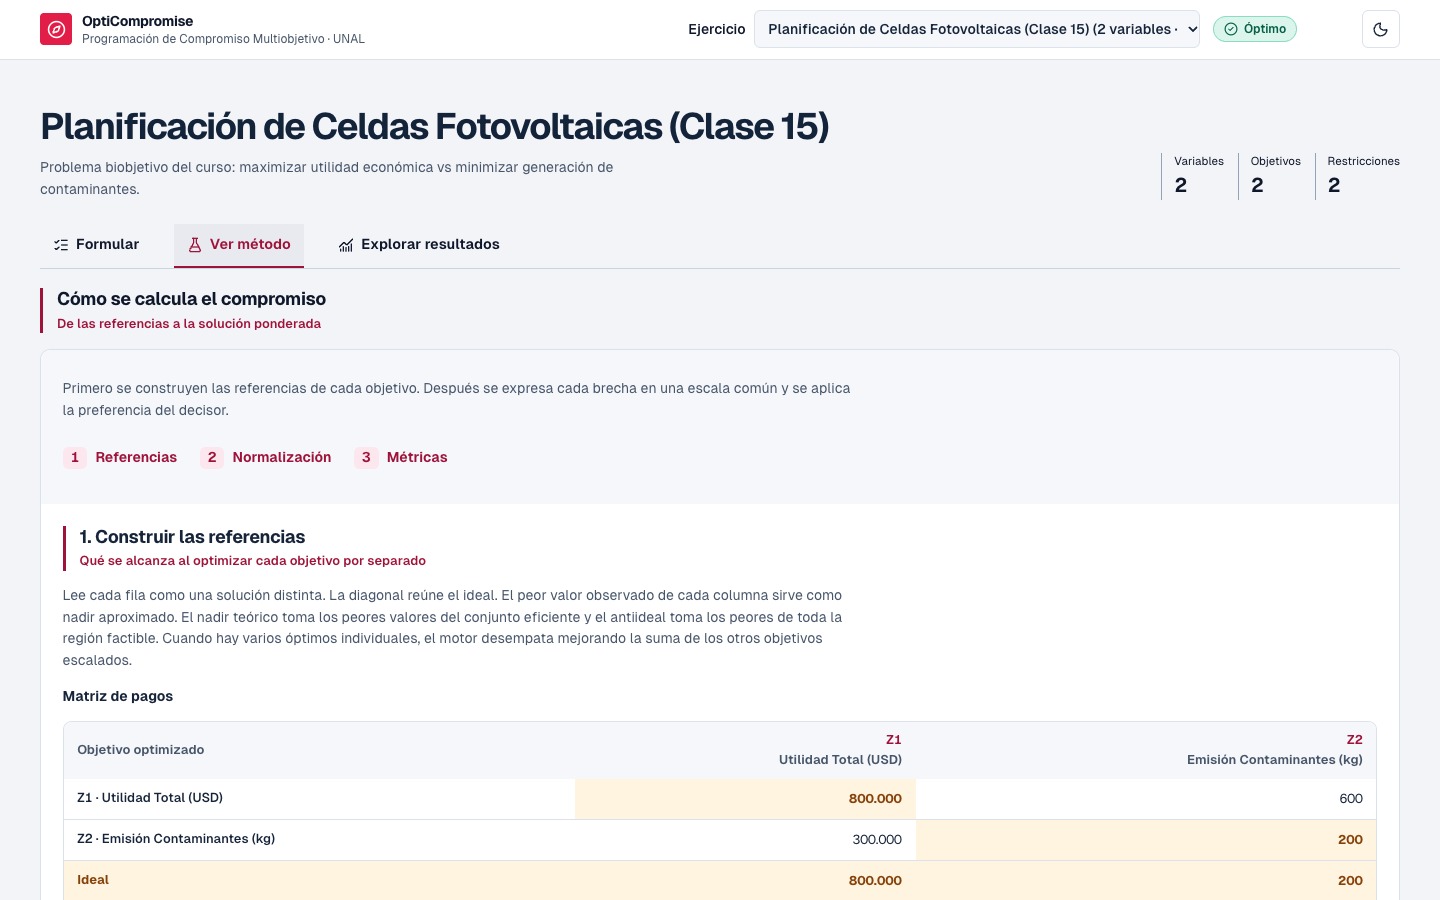 OptiCompromise
Programación de Compromiso Multiobjetivo · UNAL
Ejercicio
Planificación de Celdas Fotovoltaicas (Clase 15) (2 variables ·
Óptimo
Planificación de Celdas Fotovoltaicas (Clase 15)
Problema biobjetivo del curso: maximizar utilidad económica vs minimizar generación de
contaminantes.
Variables
2
Objetivos
2
Restricciones
2
Formular
Ver método
Explorar resultados
Cómo se calcula el compromiso
De las referencias a la solución ponderada
Primero se construyen las referencias de cada objetivo. Después se expresa cada brecha en una escala común y se aplica
la preferencia del decisor.
1 Referencias
2 Normalización
3 Métricas
1. Construir las referencias
Qué se alcanza al optimizar cada objetivo por separado
Lee cada fila como una solución distinta. La diagonal reúne el ideal. El peor valor observado de cada columna sirve como
nadir aproximado. El nadir teórico toma los peores valores del conjunto eficiente y el antiideal toma los peores de toda la
región factible. Cuando hay varios óptimos individuales, el motor desempata mejorando la suma de los otros objetivos
escalados.
Matriz de pagos
Objetivo optimizado
Z1
Utilidad Total (USD)
Z2
Emisión Contaminantes (kg)
Z1 · Utilidad Total (USD) 800.000 600
Z2 · Emisión Contaminantes (kg) 300.000 200
Ideal 800.000 200